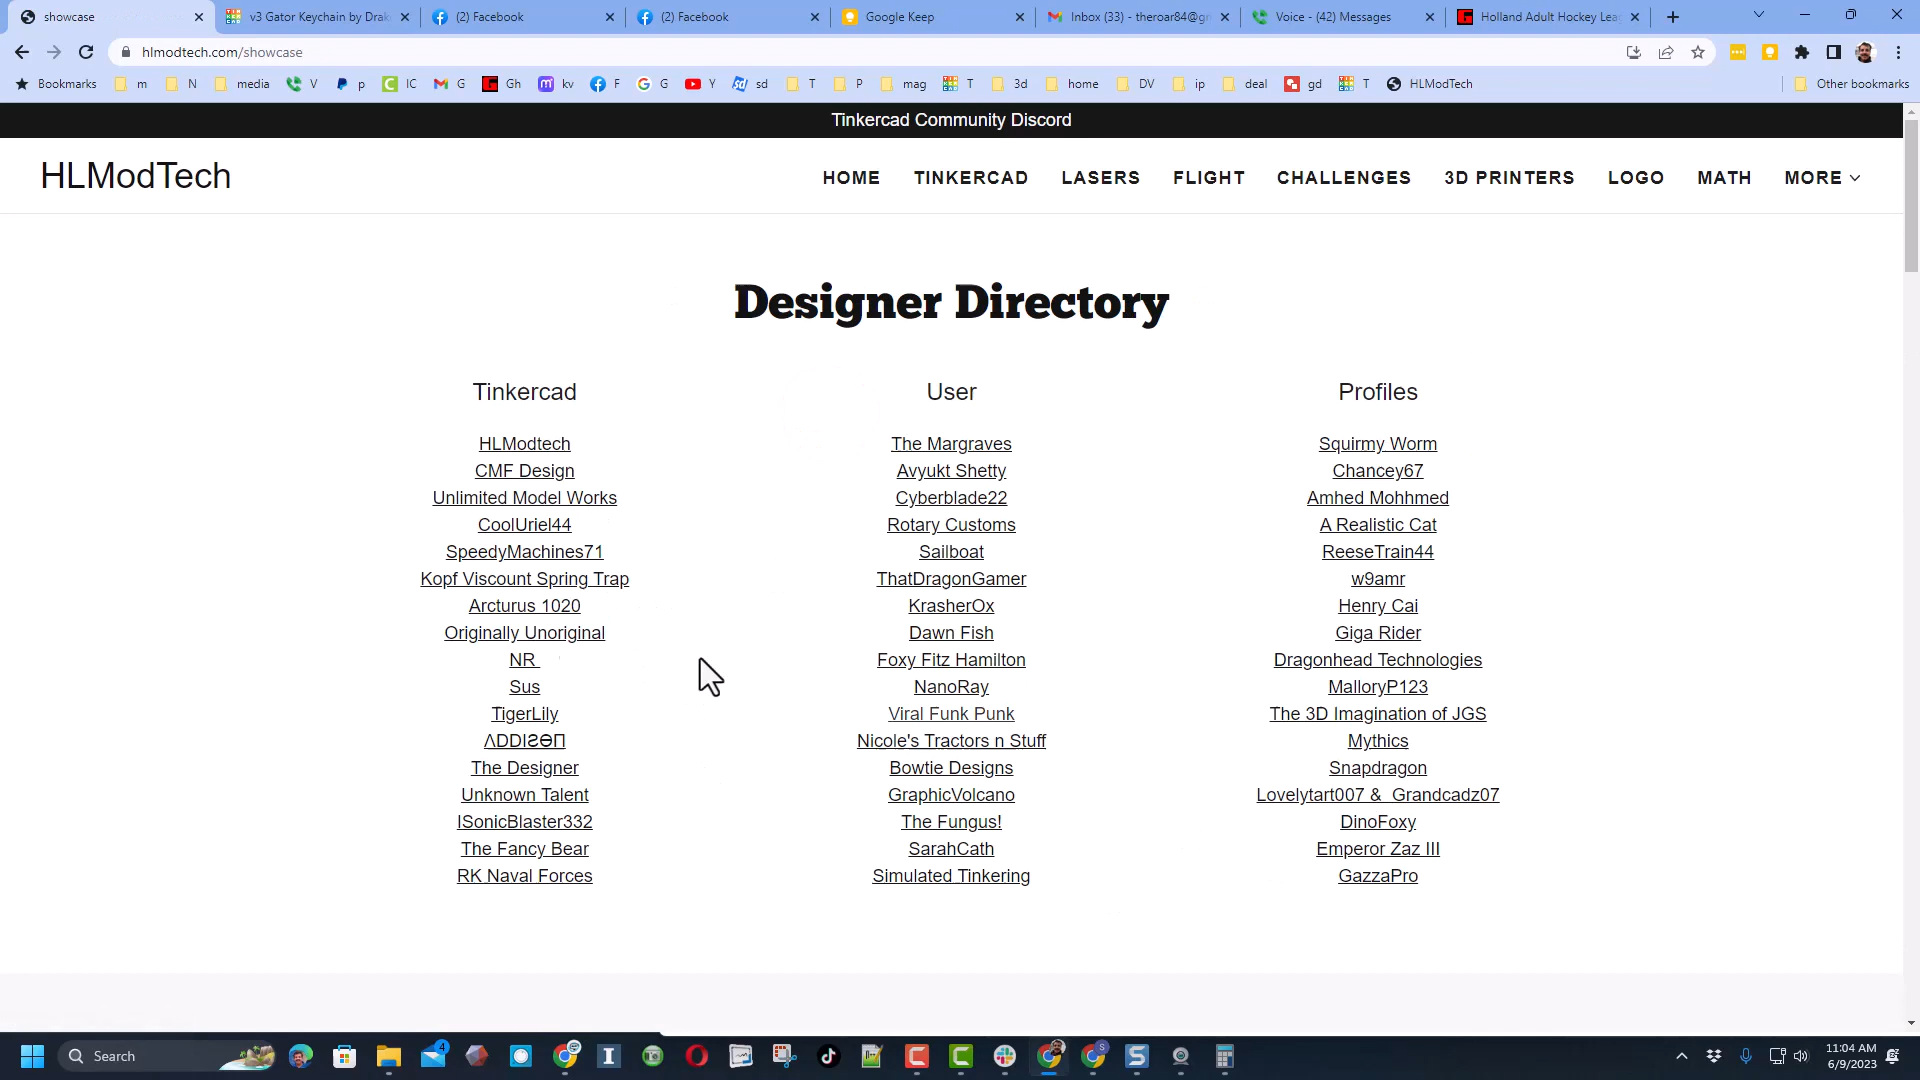 showcase
v3 Gator Keychain by Drak
(2) Facebook
(2) Facebook
Google Keep
Inbox (33) - theroar84@gm
Voice - (42) Messages
Holland Adult Hockey Lea
hlmodtech.com/showcase
Bookmarks m N media V p IC G Gh kv F G Y sd T P mag T 3d home DV ip deal gd T HLModTech Other bookmarks
Tinkercad Community Discord
HLModTech
HOME TINKERCAD LASERS FLIGHT CHALLENGES 3D PRINTERS LOGO MATH MORE
Designer Directory
Tinkercad
HLModtech
CMF Design
Unlimited Model Works
CoolUriel44
SpeedyMachines71
Kopf Viscount Spring Trap
Arcturus 1020
Originally Unoriginal
NR
Sus
TigerLily
ΛDDIƧӨП
The Designer
Unknown Talent
ISonicBlaster332
The Fancy Bear
RK Naval Forces
User
The Margraves
Avyukt Shetty
Cyberblade22
Rotary Customs
Sailboat
ThatDragonGamer
KrasherOx
Dawn Fish
Foxy Fitz Hamilton
NanoRay
Viral Funk Punk
Nicole's Tractors n Stuff
Bowtie Designs
GraphicVolcano
The Fungus!
SarahCath
Simulated Tinkering
Profiles
Squirmy Worm
Chancey67
Amhed Mohhmed
A Realistic Cat
ReeseTrain44
w9amr
Henry Cai
Giga Rider
Dragonhead Technologies
MalloryP123
The 3D Imagination of JGS
Mythics
Snapdragon
Lovelytart007 & Grandcadz07
DinoFoxy
Emperor Zaz III
GazzaPro
Search
4
11:04 AM
6/9/2023